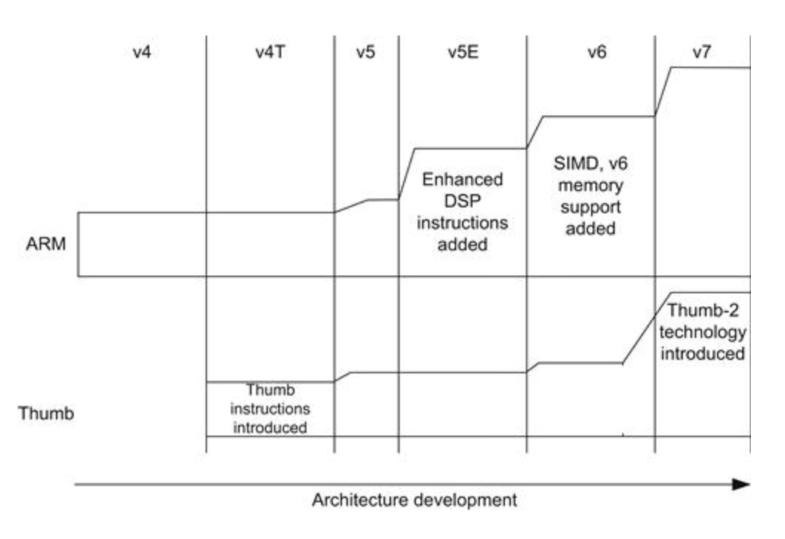 v4
v4T
v5
v5E
v6
v7
Enhanced
DSP
instructions
added
SIMD, v6
memory
support
added
ARM
Thumb-2
technology
introduced
Thumb
instructions
introduced
Thumb
Architecture development